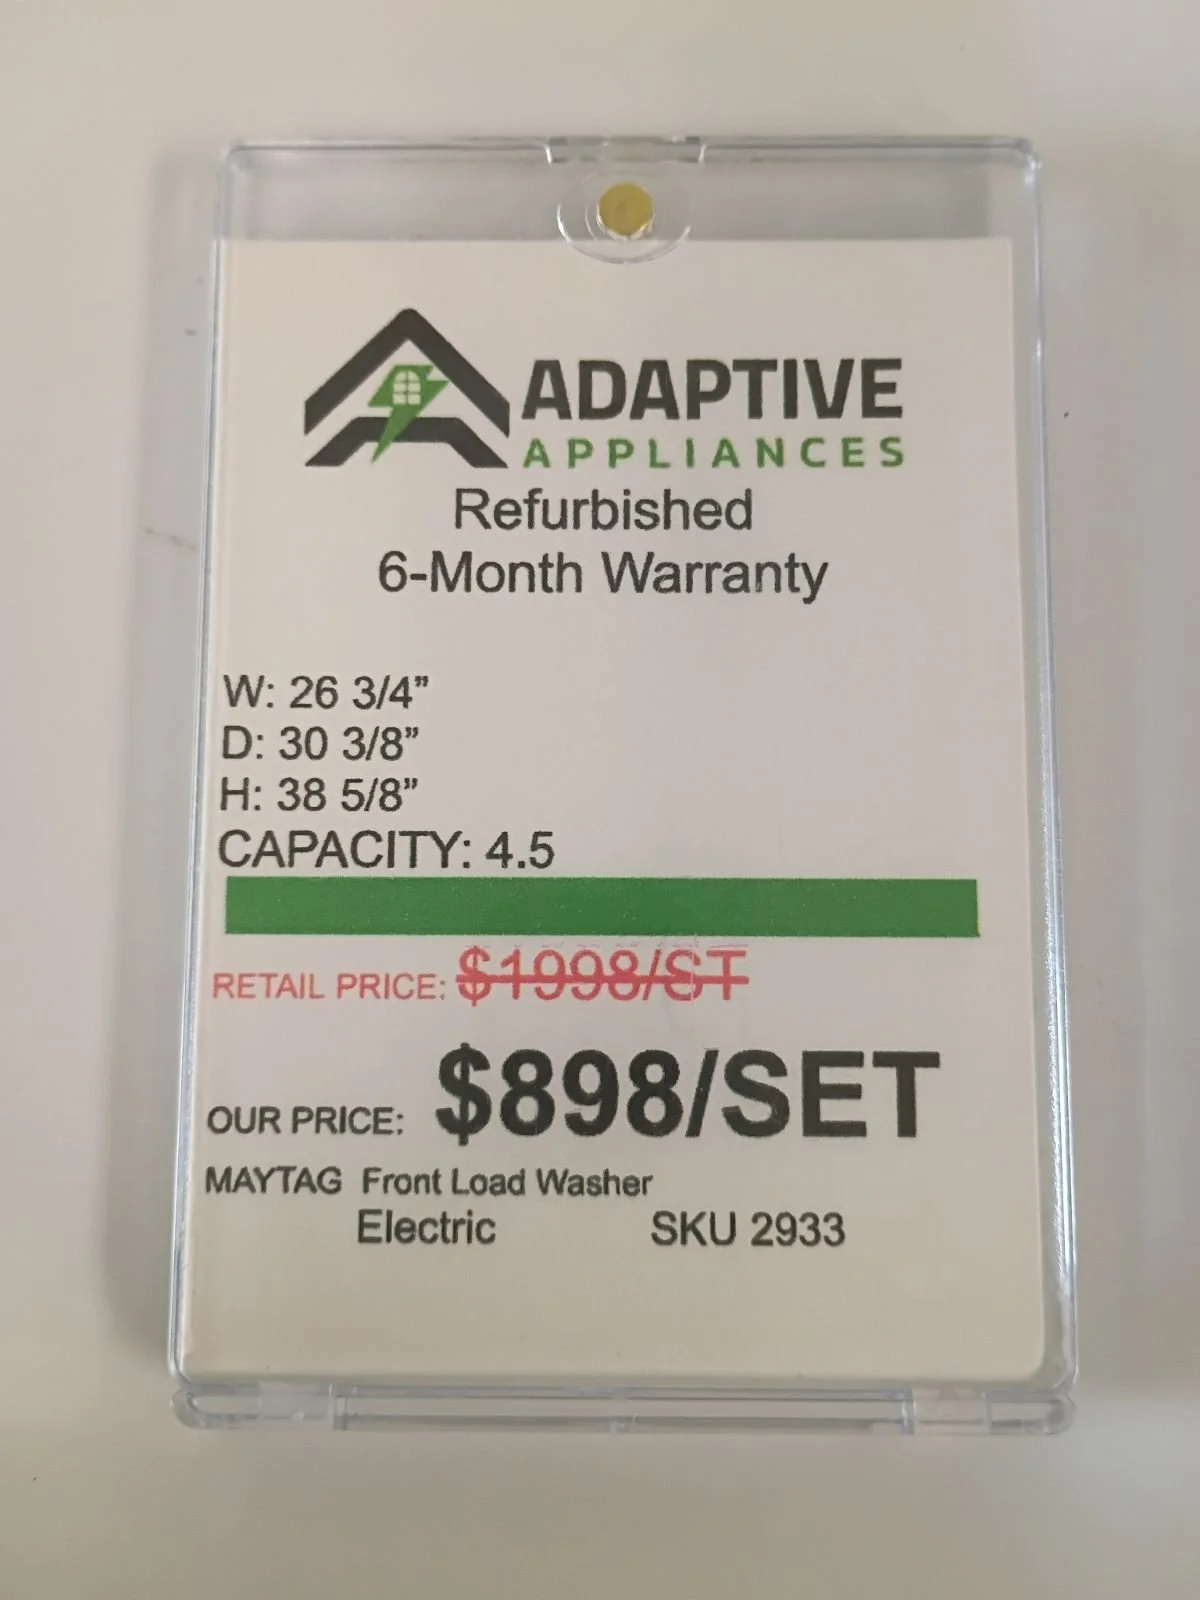 ADAPTIVE
APPLIANCES
Refurbished
6-Month Warranty
W: 26 3/4”
D: 30 3/8”
H: 38 5/8”
CAPACITY: 4.5
RETAIL PRICE: $1998/ST
OUR PRICE: $898/SET
MAYTAG Front Load Washer
Electric SKU 2933